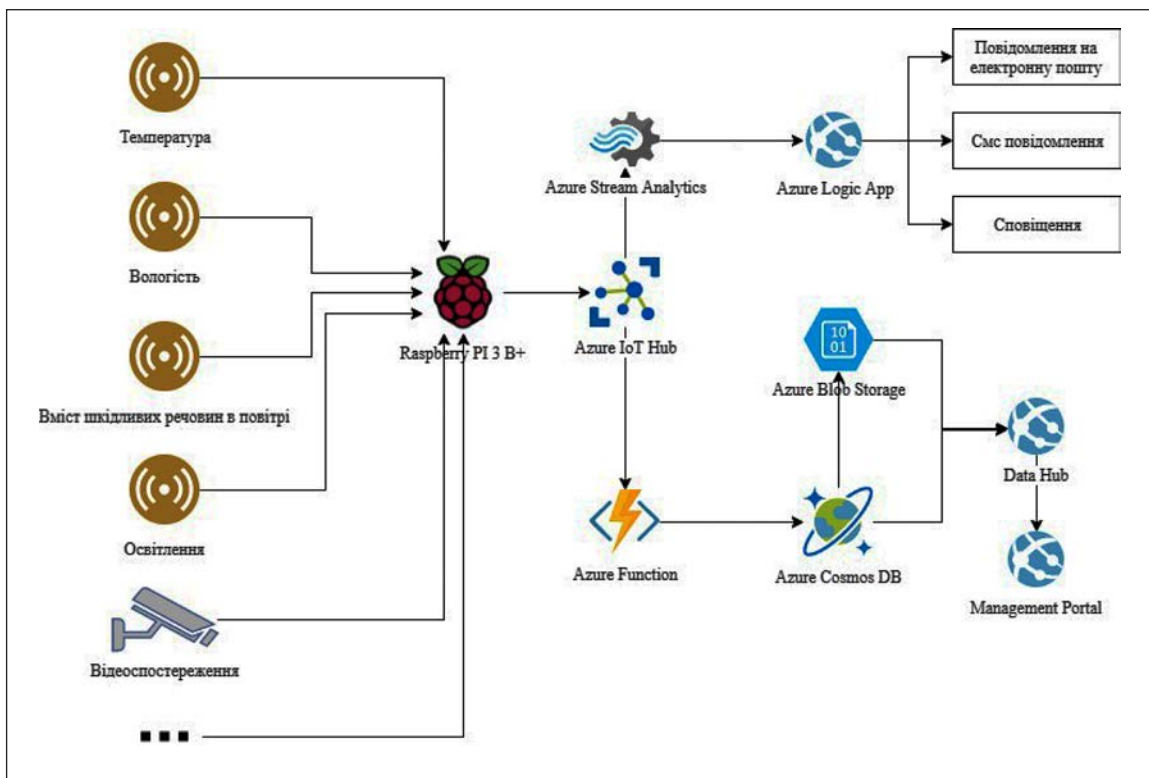 Температура
Вологість
Вміст шкідливих речовин в повітрі
Освітлення
Відеоспостереження
Raspberry PI 3 B+
Azure Stream Analytics
Azure IoT Hub
Azure Function
Azure Logic App
Повідомлення на
електронну пошту
Смс повідомлення
Сповіщення
10
01
Azure Blob Storage
Azure Cosmos DB
Data Hub
Management Portal